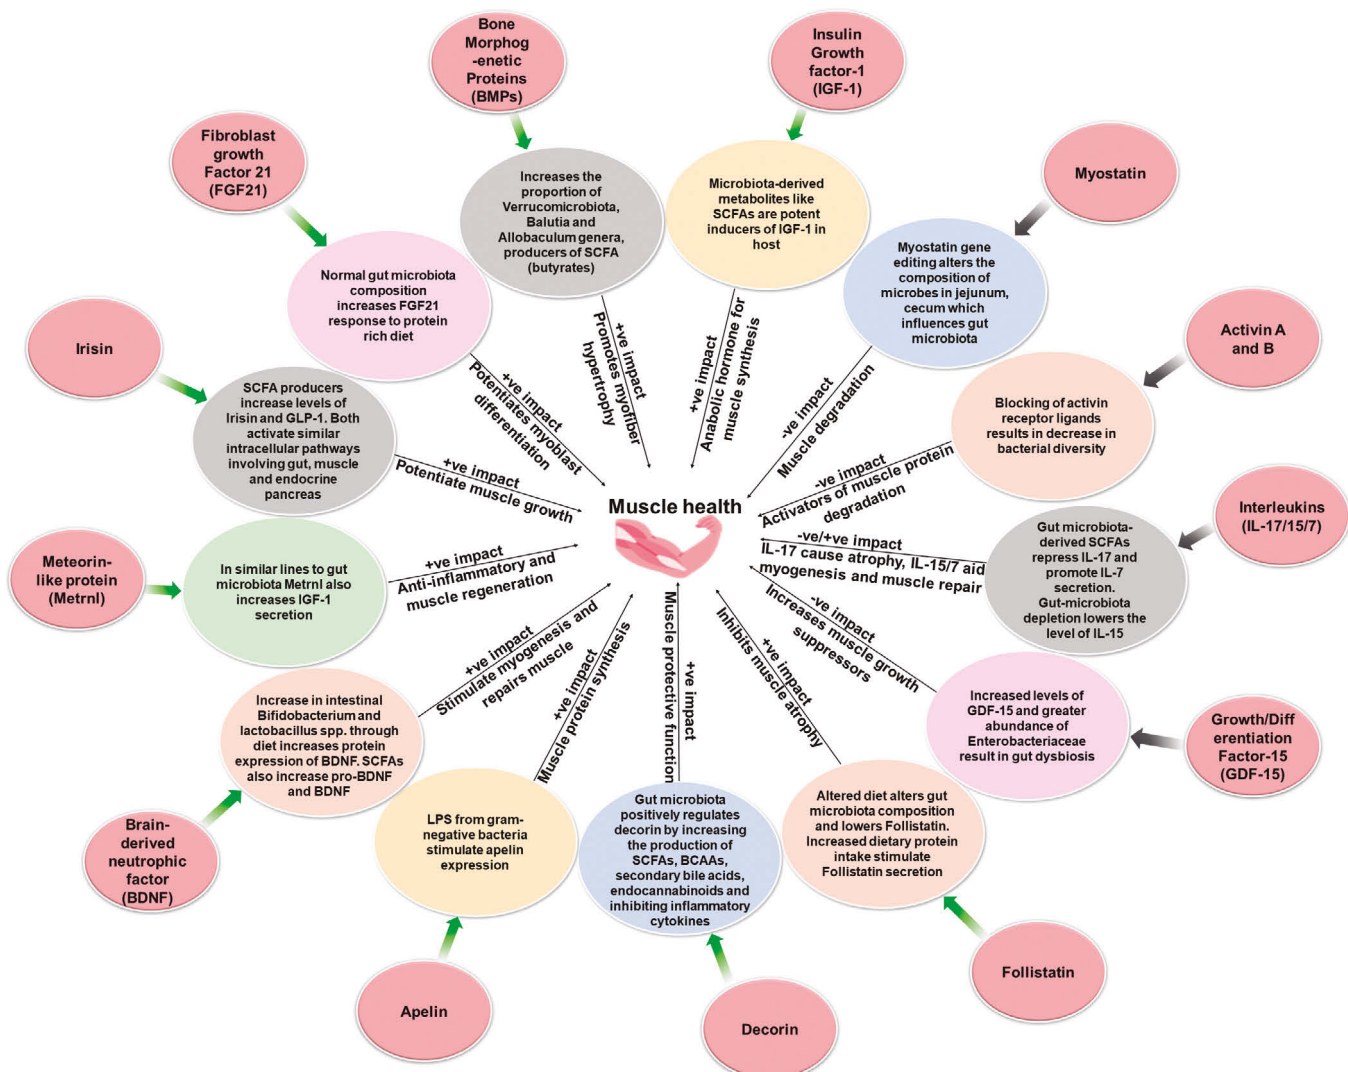 Bone
Morphog
-enetic
Proteins
(BMPs)
Insulin
Growth
factor-1
(IGF-1)
Fibroblast
growth
Factor 21
(FGF21)
Myostatin
Increases the
proportion of
Verrucomicrobiota,
Balutia and
Allobaculum genera,
producers of SCFA
(butyrates)
Microbiota-derived
metabolites like
SCFAs are potent
inducers of IGF-1 in
host
Normal gut microbiota
composition
increases FGF21
response to protein
rich diet
Myostatin gene
editing alters the
composition of
microbes in jejunum,
cecum which
influences gut
microbiota
Irisin
Activin A
and B
+ve impact
Potentiates myoblast
differentiation
+ve impact
Promotes myofiber
hypertrophy
+ve impact
Anabolic hormone for
muscle synthesis
-ve impact
Muscle degradation
SCFA producers
increase levels of
Irisin and GLP-1. Both
activate similar
intracellular pathways
involving gut, muscle
and endocrine
pancreas
Blocking of activin
receptor ligands
results in decrease in
bacterial diversity
+ve impact
Potentiate muscle growth
-ve impact
Activators of muscle protein
degradation
Muscle health
Interleukins
(IL-17/15/7)
Meteorin-
like protein
(Metrnl)
In similar lines to gut
microbiota Metrnl also
increases IGF-1
secretion
+ve impact
Anti-inflammatory and
muscle regeneration
-ve/+ve impact
IL-17 cause atrophy, IL-15/7 aid
myogenesis and muscle repair
Gut microbiota-
derived SCFAs
repress IL-17 and
promote IL-7
secretion.
Gut-microbiota
depletion lowers the
level of IL-15
+ve impact
Stimulate myogenesis and
repairs muscle
+ve impact
Muscle protein synthesis
+ve impact
Muscle protective function
+ve impact
Inhibits muscle atrophy
-ve impact
Increases muscle growth
suppressors
Increase in intestinal
Bifidobacterium and
lactobacillus spp. through
diet increases protein
expression of BDNF. SCFAs
also increase pro-BDNF
and BDNF
Increased levels of
GDF-15 and greater
abundance of
Enterobacteriaceae
result in gut dysbiosis
Growth/Diff
erentiation
Factor-15
(GDF-15)
Brain-
derived
neutrophic
factor
(BDNF)
LPS from gram-
negative bacteria
stimulate apelin
expression
Gut microbiota
positively regulates
decorin by increasing
the production of
SCFAs, BCAAs,
secondary bile acids,
endocannabinoids and
inhibiting inflammatory
cytokines
Altered diet alters gut
microbiota composition
and lowers Follistatin.
Increased dietary protein
intake stimulate
Follistatin secretion
Apelin
Decorin
Follistatin